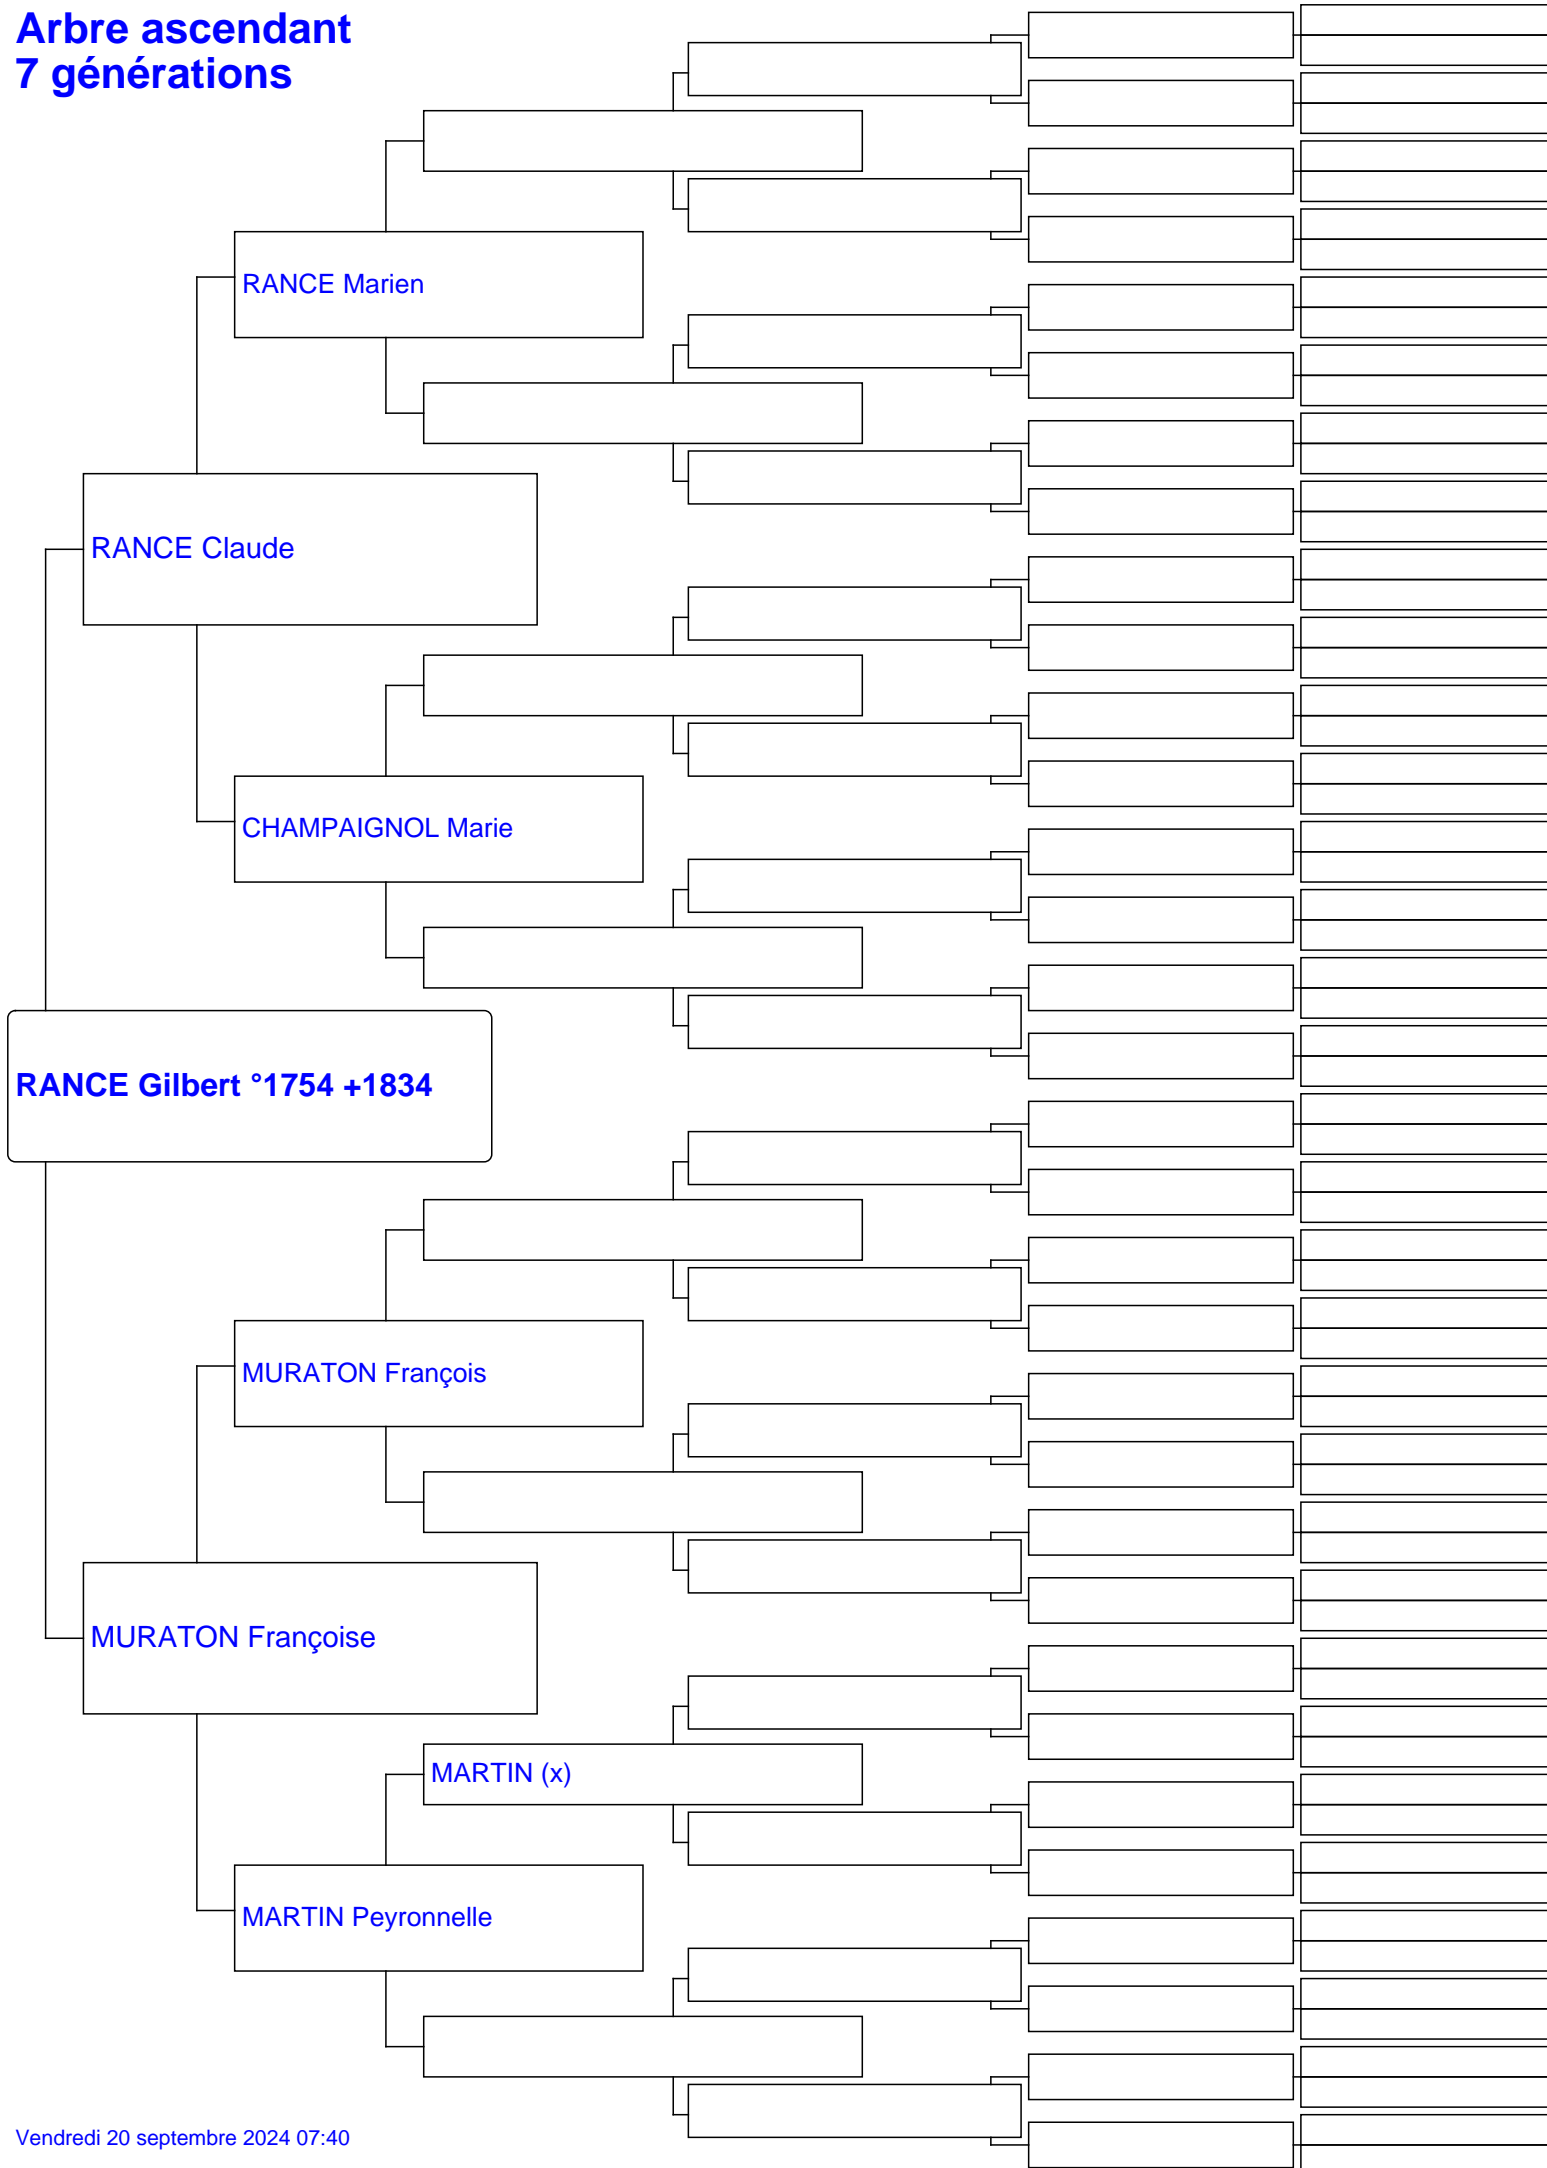 Arbre ascendant
7 générations
RANCE Marien
RANCE Claude
CHAMPAIGNOL Marie
RANCE Gilbert °1754 +1834
MURATON François
MURATON Françoise
MARTIN (x)
MARTIN Peyronnelle
Vendredi 20 septembre 2024 07:40